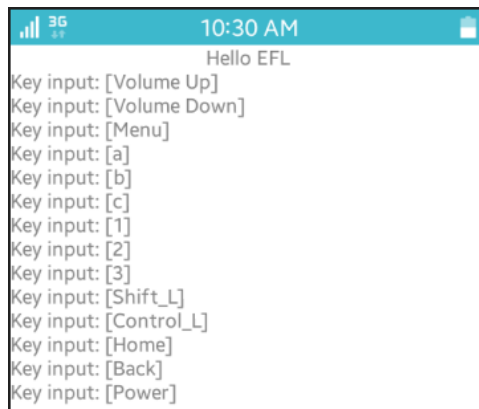 3G
10:30 AM
Hello EFL
Key input: [Volume Up]
Key input: [Volume Down]
Key input: [Menu]
Key input: [a]
Key input: [b]
Key input: [c]
Key input: [1]
Key input: [2]
Key input: [3]
Key input: [Shift_L]
Key input: [Control_L]
Key input: [Home]
Key input: [Back]
Key input: [Power]